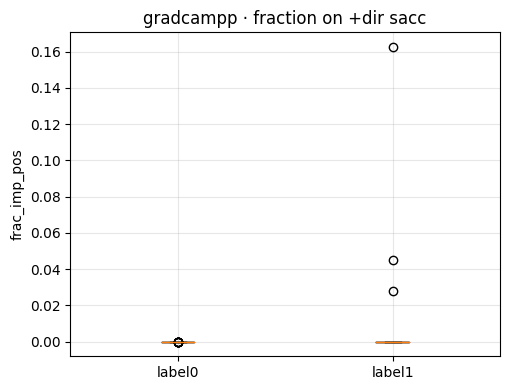 gradcampp · fraction on +dir sacc
0.16
0.14
0.12
0.10
0.08
0.06
0.04
0.02
0.00
frac_imp_pos
label0
label1